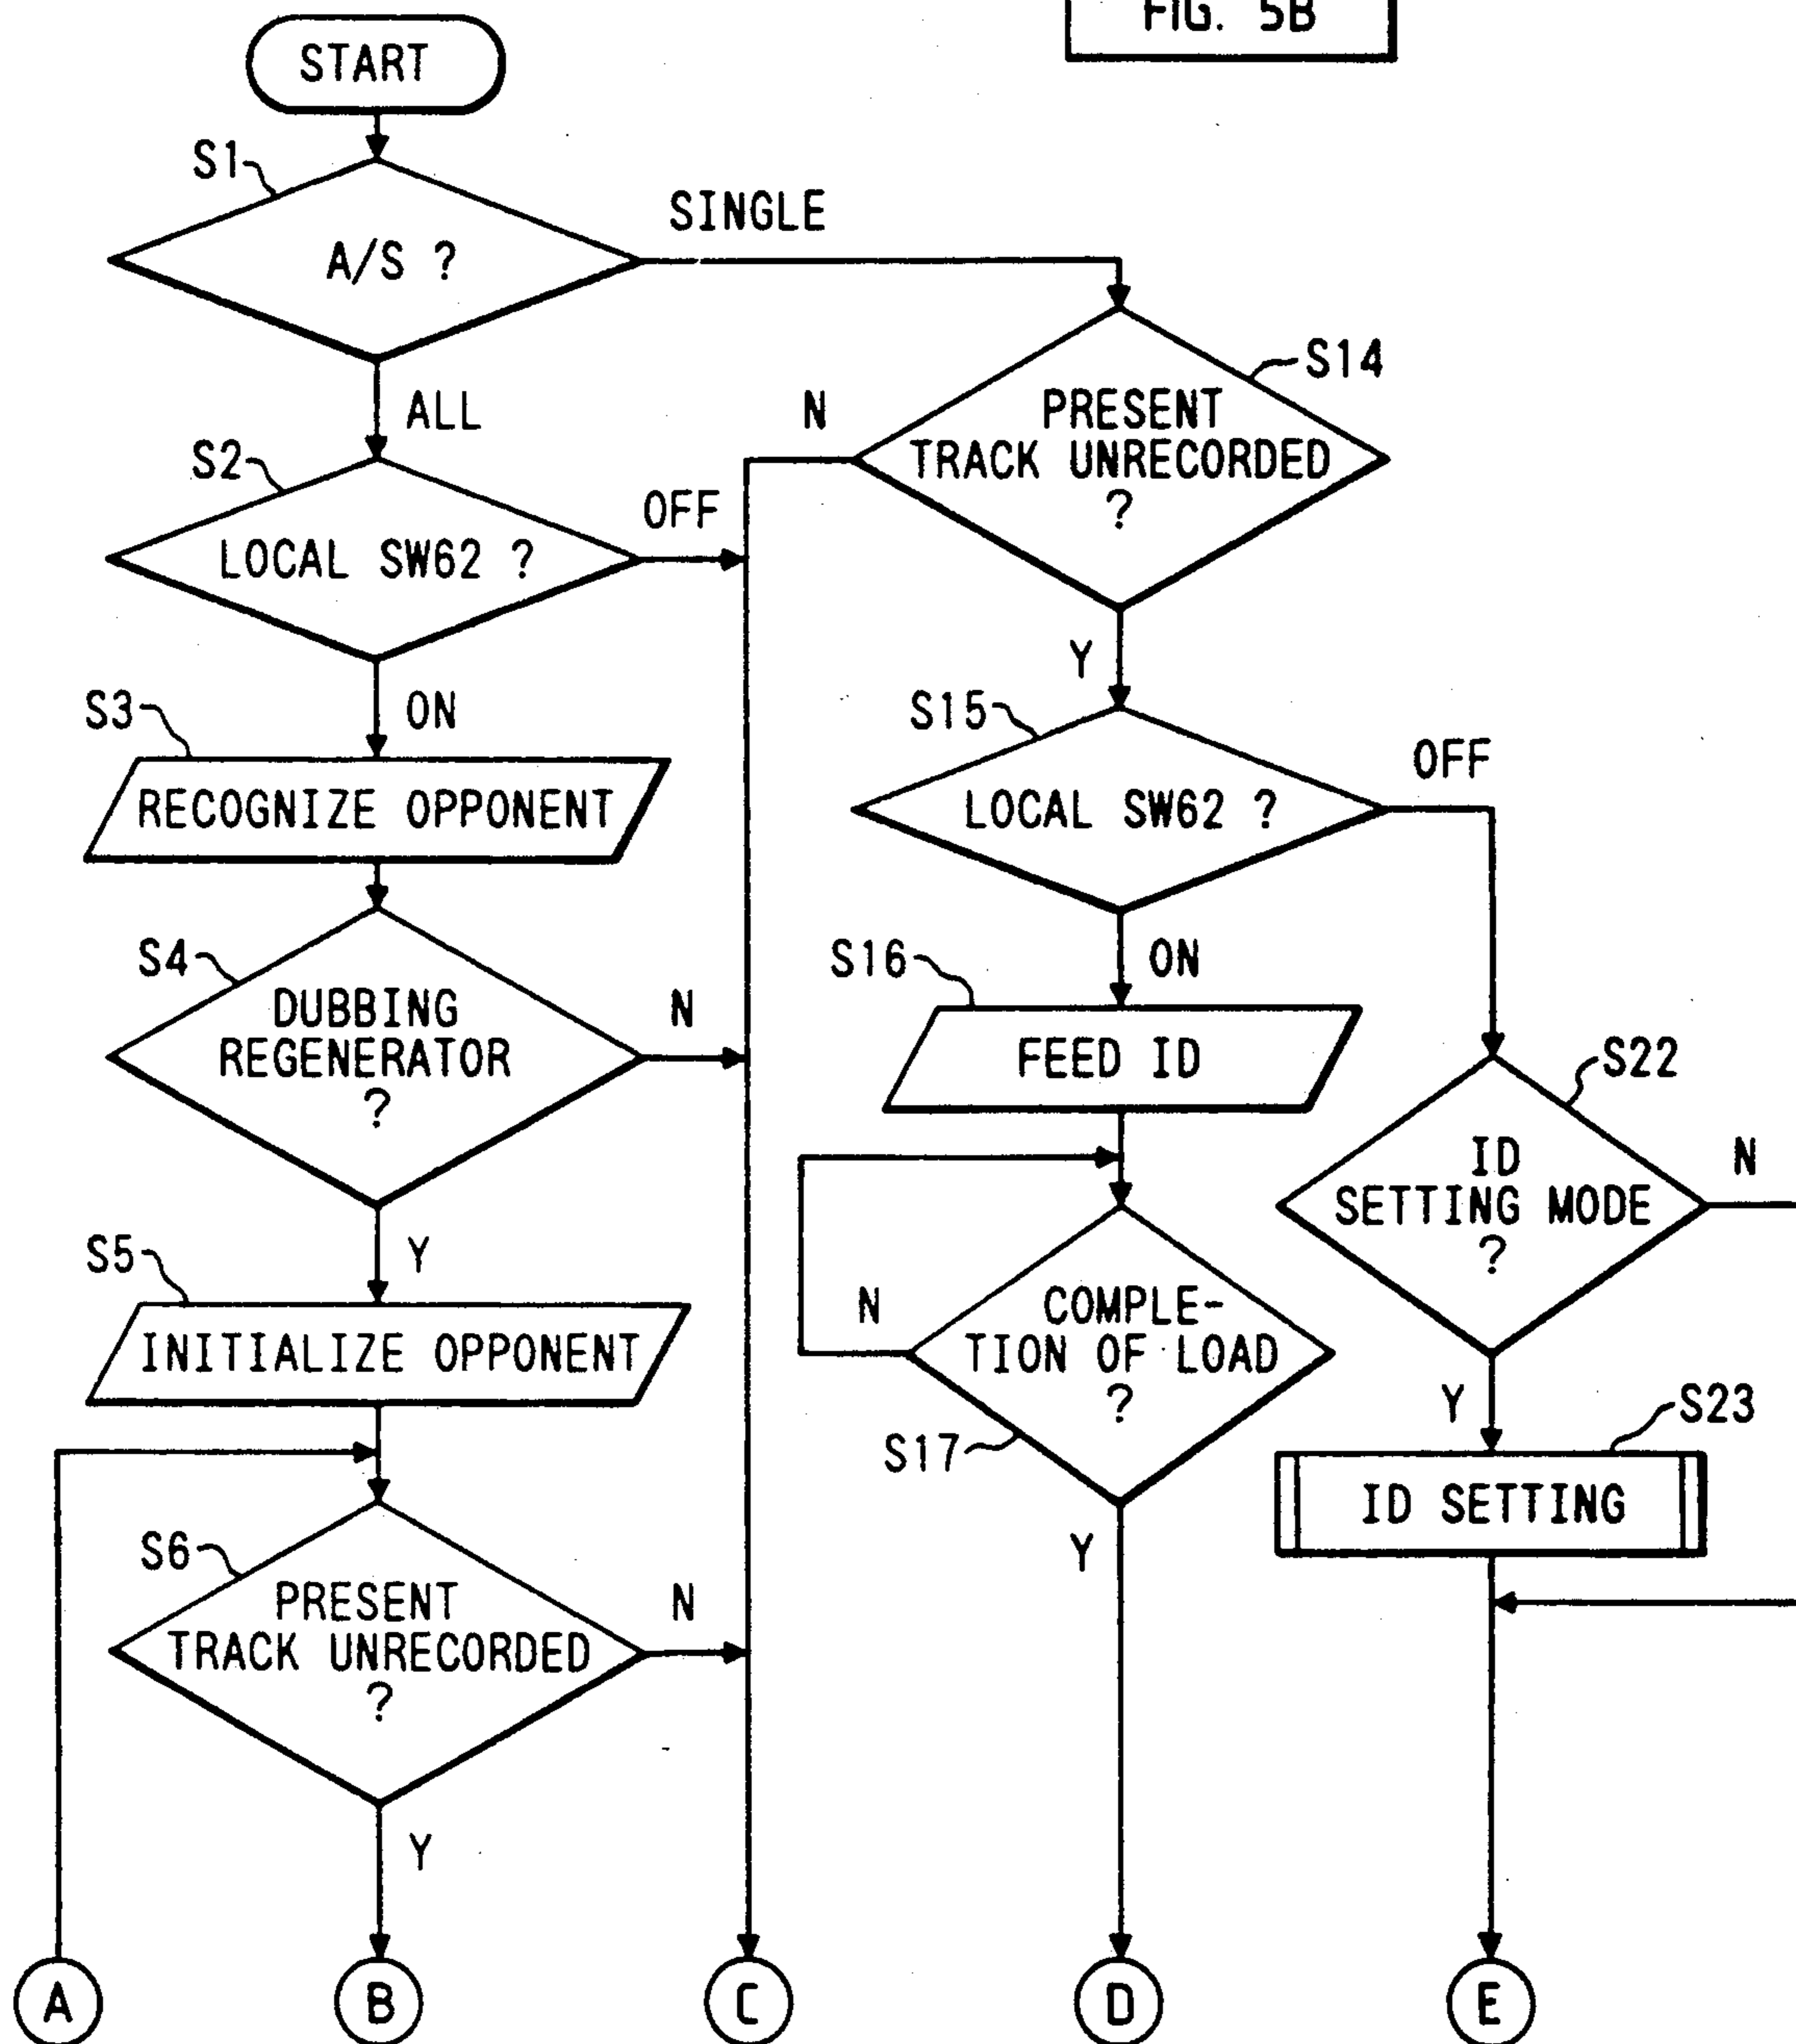 FIG. 5B
START
S1
A/S ?
SINGLE
ALL
S2
LOCAL SW62 ?
OFF
ON
S3
RECOGNIZE OPPONENT
S4
DUBBING
REGENERATOR
?
N
Y
S5
INITIALIZE OPPONENT
S6
PRESENT
TRACK UNRECORDED
?
N
Y
S14
PRESENT
TRACK UNRECORDED
?
N
Y
S15
LOCAL SW62 ?
OFF
ON
S16
FEED ID
COMPLE-
TION OF LOAD
?
N
S17
Y
S22
ID
SETTING MODE
?
N
Y
S23
ID SETTING
A
B
C
D
E